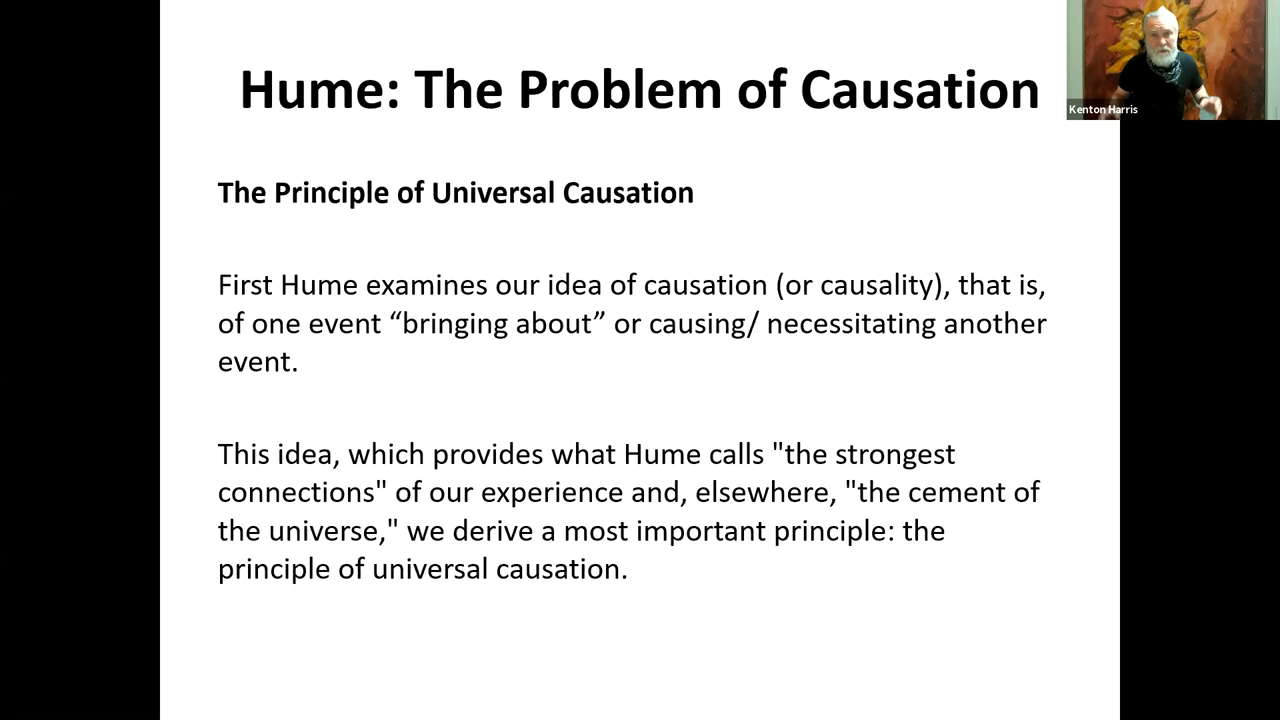 Hume: The Problem of Causation
Kenton Harris
The Principle of Universal Causation
First Hume examines our idea of causation (or causality), that is,
of one event “bringing about” or causing/ necessitating another
event.
This idea, which provides what Hume calls "the strongest
connections" of our experience and, elsewhere, "the cement of
the universe," we derive a most important principle: the
principle of universal causation.